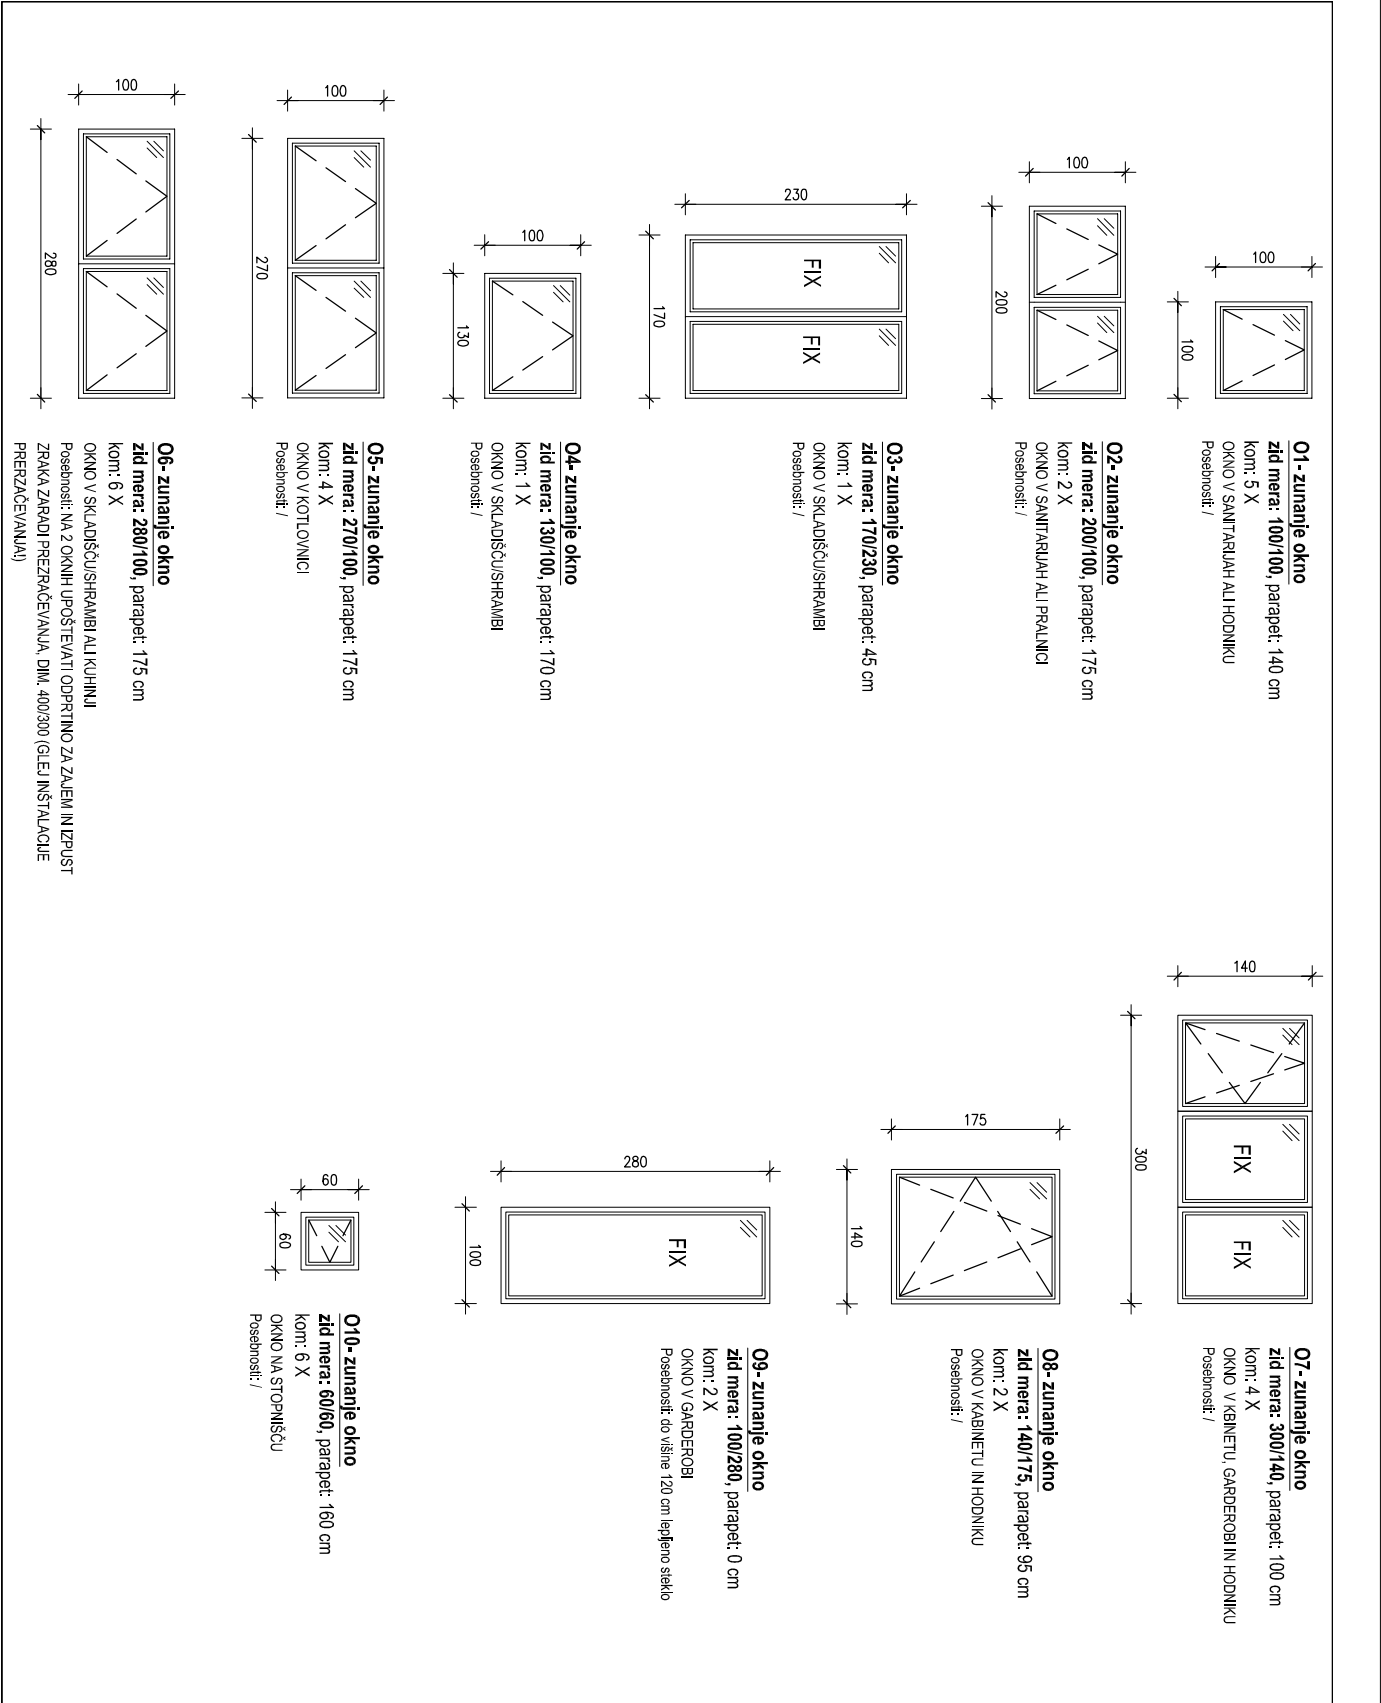 100
100
O1- zunanje okno
zid mera: 100/100, parapet: 140 cm
kom: 5 X
OKNO V SANITARIJAH ALI HODNIKU
Posebnosti: /
100
200
O2- zunanje okno
zid mera: 200/100, parapet: 175 cm
kom: 2 X
OKNO V SANITARIJAH ALI PRALNICI
Posebnosti: /
230
FIX
FIX
170
O3- zunanje okno
zid mera: 170/230, parapet: 45 cm
kom: 1 X
OKNO V SKLADIŠČU/SHRAMBI
Posebnosti: /
100
130
O4- zunanje okno
zid mera: 130/100, parapet: 170 cm
kom: 1 X
OKNO V SKLADIŠČU/SHRAMBI
Posebnosti: /
100
270
O5- zunanje okno
zid mera: 270/100, parapet: 175 cm
kom: 4 X
OKNO V KOTLOVNICI
Posebnosti: /
100
280
O6- zunanje okno
zid mera: 280/100, parapet: 175 cm
kom: 6 X
OKNO V SKLADIŠČU/SHRAMBI ALI KUHINJI
Posebnosti: NA 2 OKNIH UPOŠTEVATI ODPRTINO ZA ZAJEM IN IZPUST
ZRAKA ZARADI PREZRAČEVANJA, DIM. 400/300 (GLEJ INŠTALACIJE
PRERZAČEVANJA!)
140
FIX
FIX
300
O7- zunanje okno
zid mera: 300/140, parapet: 100 cm
kom: 4 X
OKNO V KBINETU, GARDEROBI IN HODNIKU
Posebnosti: /
175
140
O8- zunanje okno
zid mera: 140/175, parapet: 95 cm
kom: 2 X
OKNO V KABINETU IN HODNIKU
Posebnosti: /
280
FIX
100
O9- zunanje okno
zid mera: 100/280, parapet: 0 cm
kom: 2 X
OKNO V GARDEROBI
Posebnosti: do višine 120 cm lepljeno steklo
60
60
O10- zunanje okno
zid mera: 60/60, parapet: 160 cm
kom: 6 X
OKNO NA STOPNIŠČU
Posebnosti: /